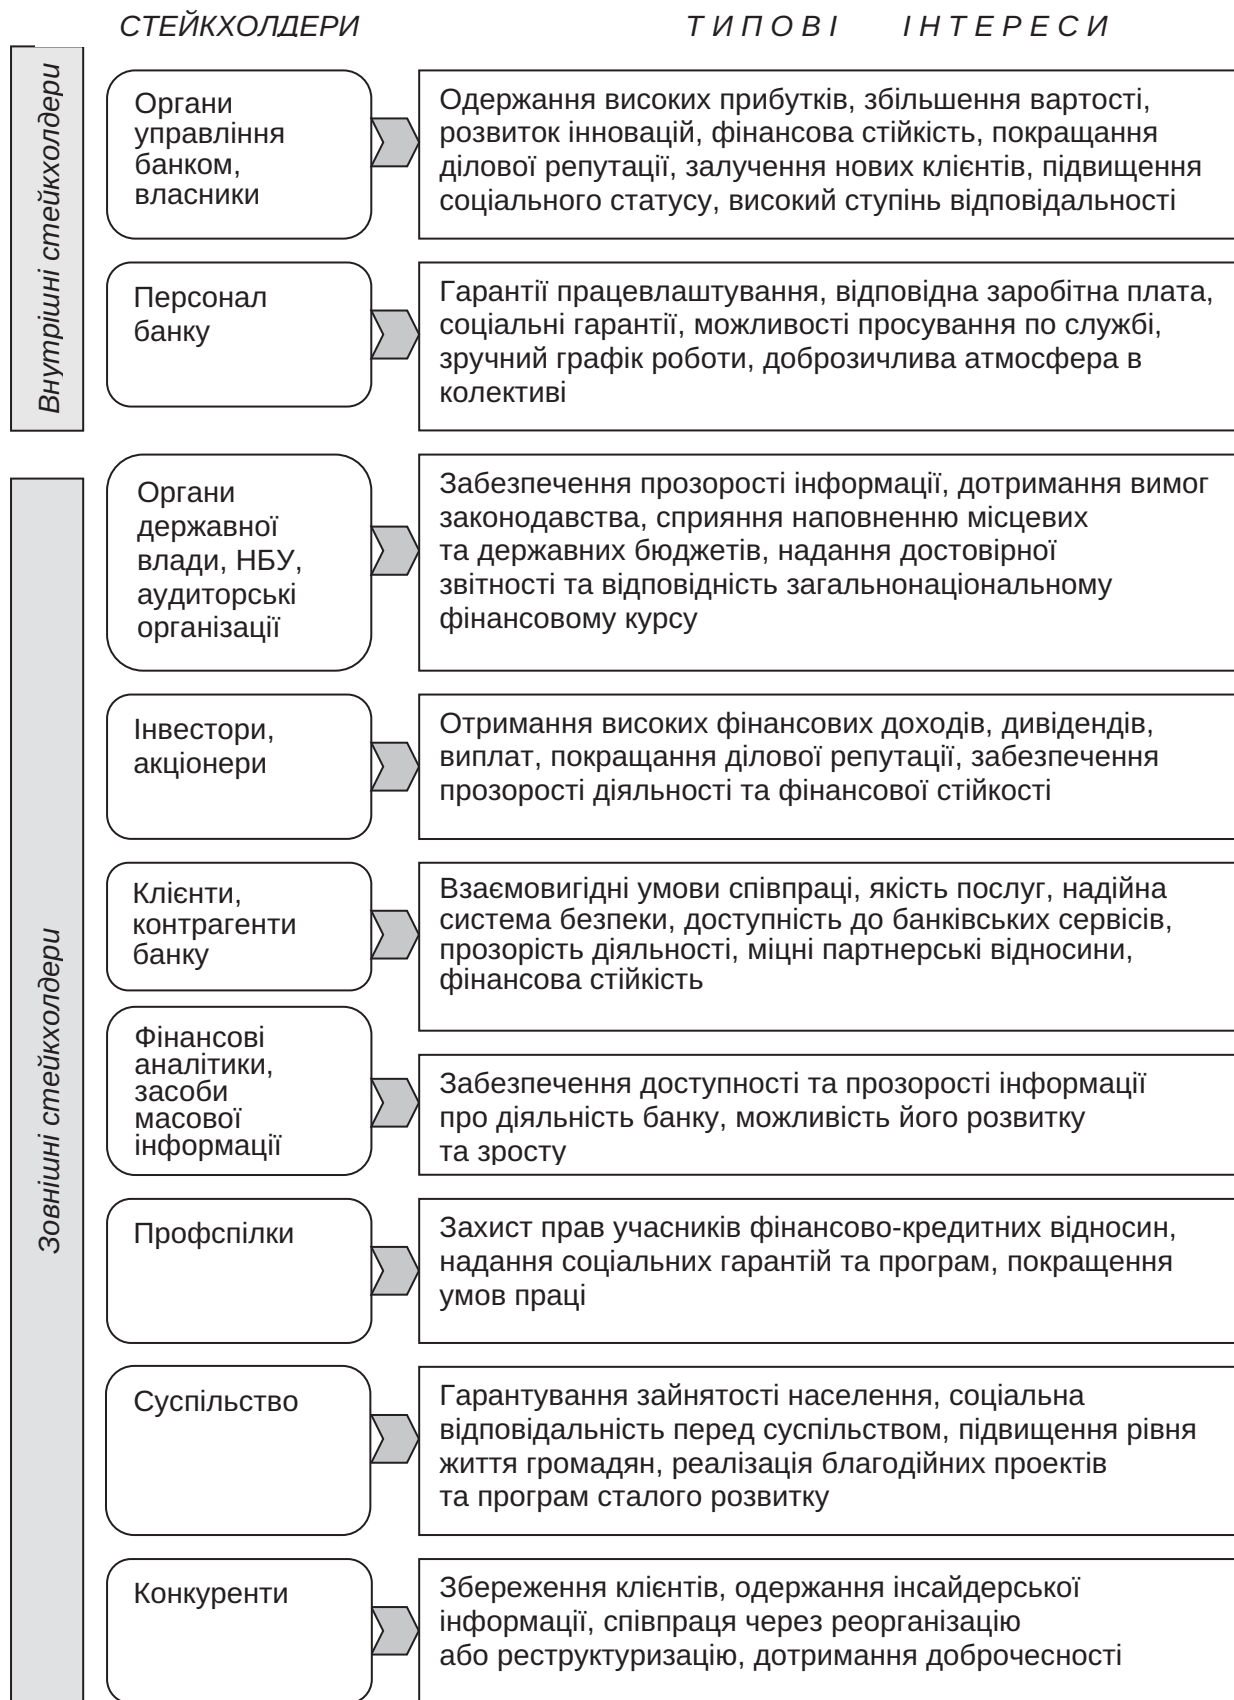 СТЕЙКХОЛДЕРИ
ТИПОВІ ІНТЕРЕСИ
Внутрішні стейкхолдери
Органи
управління
банком,
власники
Одержання високих прибутків, збільшення вартості,
розвиток інновацій, фінансова стійкість, покращання
ділової репутації, залучення нових клієнтів, підвищення
соціального статусу, високий ступінь відповідальності
Персонал
банку
Гарантії працевлаштування, відповідна заробітна плата,
соціальні гарантії, можливості просування по службі,
зручний графік роботи, доброзичлива атмосфера в
колективі
Зовнішні стейкхолдери
Органи
державної
влади, НБУ,
аудиторські
організації
Забезпечення прозорості інформації, дотримання вимог
законодавства, сприяння наповненню місцевих
та державних бюджетів, надання достовірної
звітності та відповідність загальнонаціональному
фінансовому курсу
Інвестори,
акціонери
Отримання високих фінансових доходів, дивідендів,
виплат, покращання ділової репутації, забезпечення
прозорості діяльності та фінансової стійкості
Клієнти,
контрагенти
банку
Взаємовигідні умови співпраці, якість послуг, надійна
система безпеки, доступність до банківських сервісів,
прозорість діяльності, міцні партнерські відносини,
фінансова стійкість
Фінансові
аналітики,
засоби
масової
інформації
Забезпечення доступності та прозорості інформації
про діяльність банку, можливість його розвитку
та зросту
Профспілки
Захист прав учасників фінансово-кредитних відносин,
надання соціальних гарантій та програм, покращення
умов праці
Суспільство
Гарантування зайнятості населення, соціальна
відповідальність перед суспільством, підвищення рівня
життя громадян, реалізація благодійних проектів
та програм сталого розвитку
Конкуренти
Збереження клієнтів, одержання інсайдерської
інформації, співпраця через реорганізацію
або реструктуризацію, дотримання доброчесності